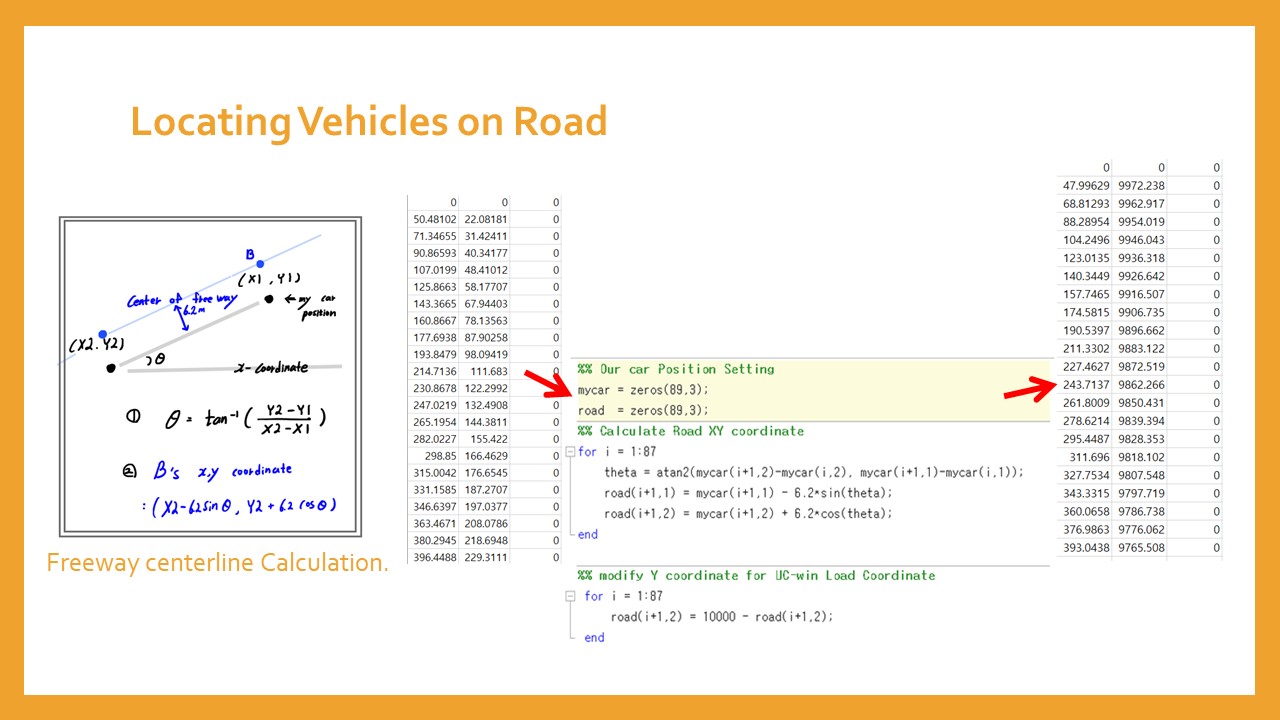 Locating Vehicles on Road
B
(X1, Y1)
Center of free way
← my car
position
6.2m
(X2. Y2)
θ
x-coordinate
① θ = tan⁻¹ ( Y2-Y1 / X2-X1 )
② B's x,y coordinate
: (X2-6.2sinθ, Y2+6.2cosθ)
Freeway centerline Calculation.
0 0 0
50.48102 22.08181 0
71.34655 31.42411 0
90.86593 40.34177 0
107.0199 48.41012 0
125.8663 58.17707 0
143.3665 67.94403 0
160.8667 78.13563 0
177.6938 87.90258 0
193.8479 98.09419 0
214.7136 111.683 0
230.8678 122.2992 0
247.0219 132.4908 0
265.1954 144.3811 0
282.0227 155.422 0
298.85 166.4629 0
315.0042 176.6545 0
331.1585 187.2707 0
346.6397 197.0377 0
363.4671 208.0786 0
380.2945 218.6948 0
396.4488 229.3111 0
%% Our car Position Setting
mycar = zeros(89,3);
road = zeros(89,3);
%% Calculate Road XY coordinate
for i = 1:87
theta = atan2(mycar(i+1,2)-mycar(i,2), mycar(i+1,1)-mycar(i,1));
road(i+1,1) = mycar(i+1,1) - 6.2*sin(theta);
road(i+1,2) = mycar(i+1,2) + 6.2*cos(theta);
end
%% modify Y coordinate for UC-win Load Coordinate
for i = 1:87
road(i+1,2) = 10000 - road(i+1,2);
end
0 0 0
47.99629 9972.238 0
68.81293 9962.917 0
88.28954 9954.019 0
104.2496 9946.043 0
123.0135 9936.318 0
140.3449 9926.642 0
157.7465 9916.507 0
174.5815 9906.735 0
190.5397 9896.662 0
211.3302 9883.122 0
227.4627 9872.519 0
243.7137 9862.266 0
261.8009 9850.431 0
278.6214 9839.394 0
295.4487 9828.353 0
311.696 9818.102 0
327.7534 9807.548 0
343.3315 9797.719 0
360.0658 9786.738 0
376.9863 9776.062 0
393.0438 9765.508 0